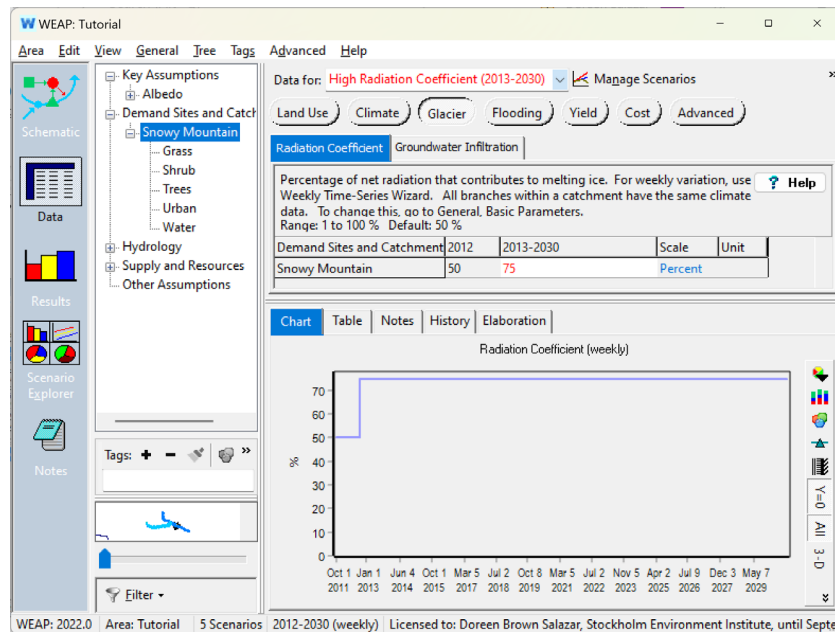 WEAP: Tutorial
Area Edit View General Tree Tags Advanced Help
Schematic
Data
Results
Scenario
Explorer
Notes
Key Assumptions
Albedo
Demand Sites and Catch
Snowy Mountain
Grass
Shrub
Trees
Urban
Water
Hydrology
Supply and Resources
Other Assumptions
Tags:
Filter
Data for: High Radiation Coefficient (2013-2030) Manage Scenarios
Land Use Climate Glacier Flooding Yield Cost Advanced
Radiation Coefficient Groundwater Infiltration
Percentage of net radiation that contributes to melting ice. For weekly variation, use
Weekly Time-Series Wizard. All branches within a catchment have the same climate
data. To change this, go to General, Basic Parameters.
Range: 1 to 100 % Default: 50 %
? Help
Demand Sites and Catchment 2012 2013-2030 Scale Unit
Snowy Mountain 50 75 Percent
Chart Table Notes History Elaboration
Radiation Coefficient (weekly)
%
70
60
50
40
30
20
10
0
Oct 1 Jan 1 Jun 4 Oct 1 Mar 5 Jul 2 Oct 8 Mar 5 Jul 2 Nov 5 Apr 2 Jul 9 Dec 3 May 7
2011 2013 2014 2015 2017 2018 2019 2021 2022 2023 2025 2026 2027 2029
Y=0
All
3-D
WEAP: 2022.0 Area: Tutorial 5 Scenarios 2012-2030 (weekly) Licensed to: Doreen Brown Salazar, Stockholm Environment Institute, until Septe